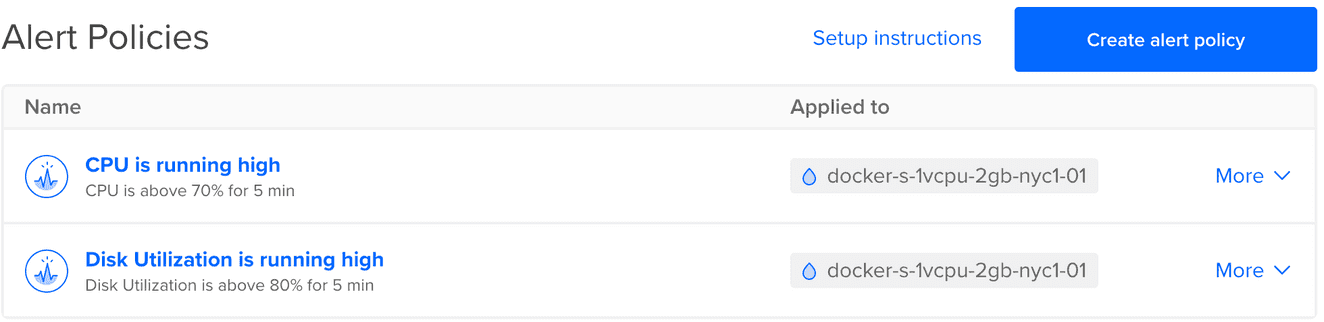 Alert Policies
Setup instructions
Create alert policy
Name
Applied to
CPU is running high
CPU is above 70% for 5 min
docker-s-1vcpu-2gb-nyc1-01
More
Disk Utilization is running high
Disk Utilization is above 80% for 5 min
docker-s-1vcpu-2gb-nyc1-01
More